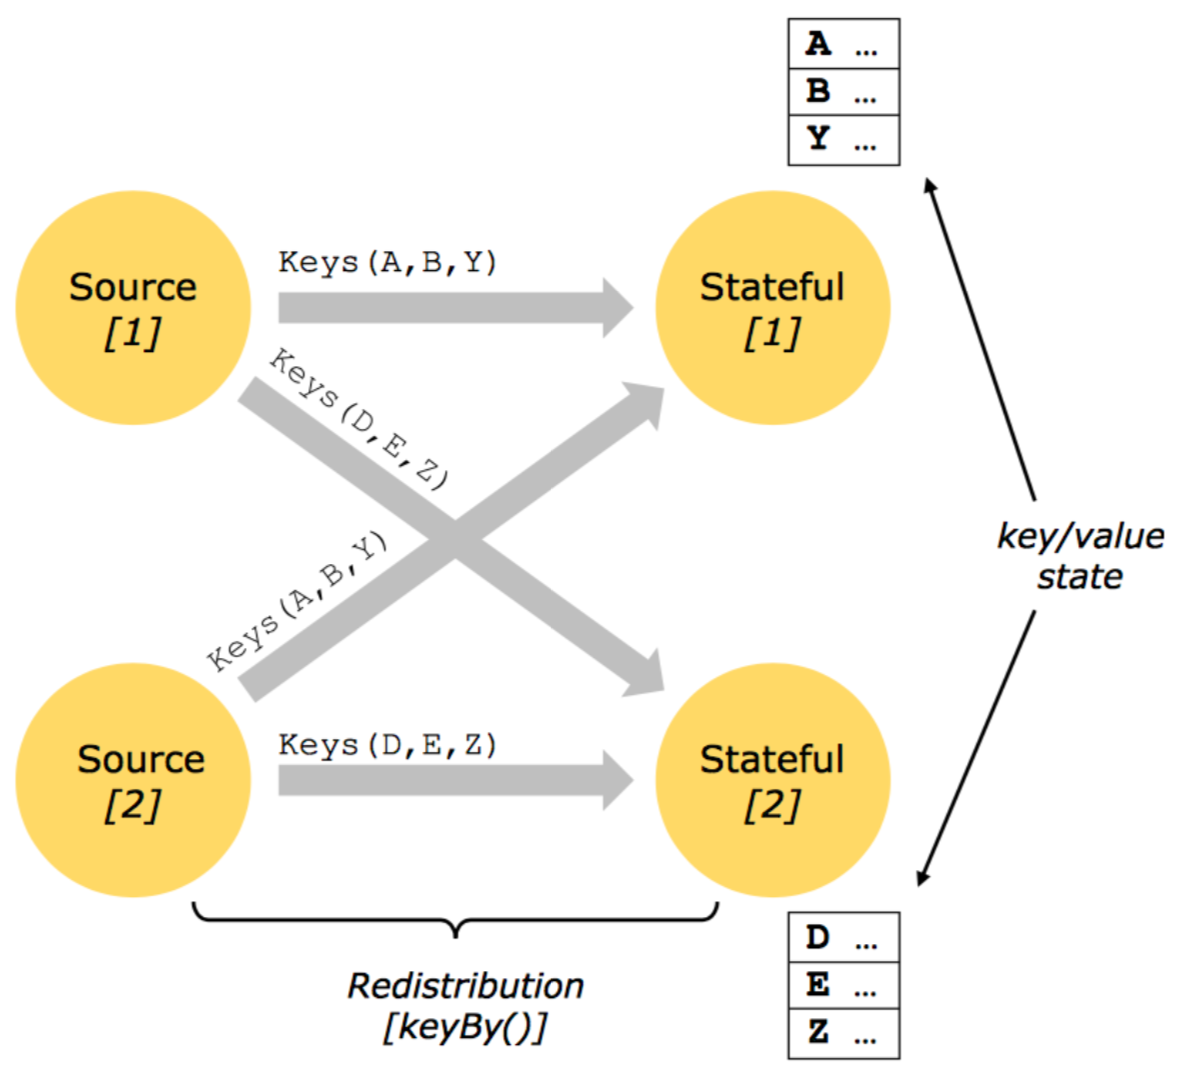 A ...
B ...
Y ...
Source
[1]
Keys(A,B,Y)
Stateful
[1]
Keys(D,E,Z)
key/value
state
Keys(A,B,Y)
Source
[2]
Keys(D,E,Z)
Stateful
[2]
Redistribution
[keyBy()]
D ...
E ...
Z ...